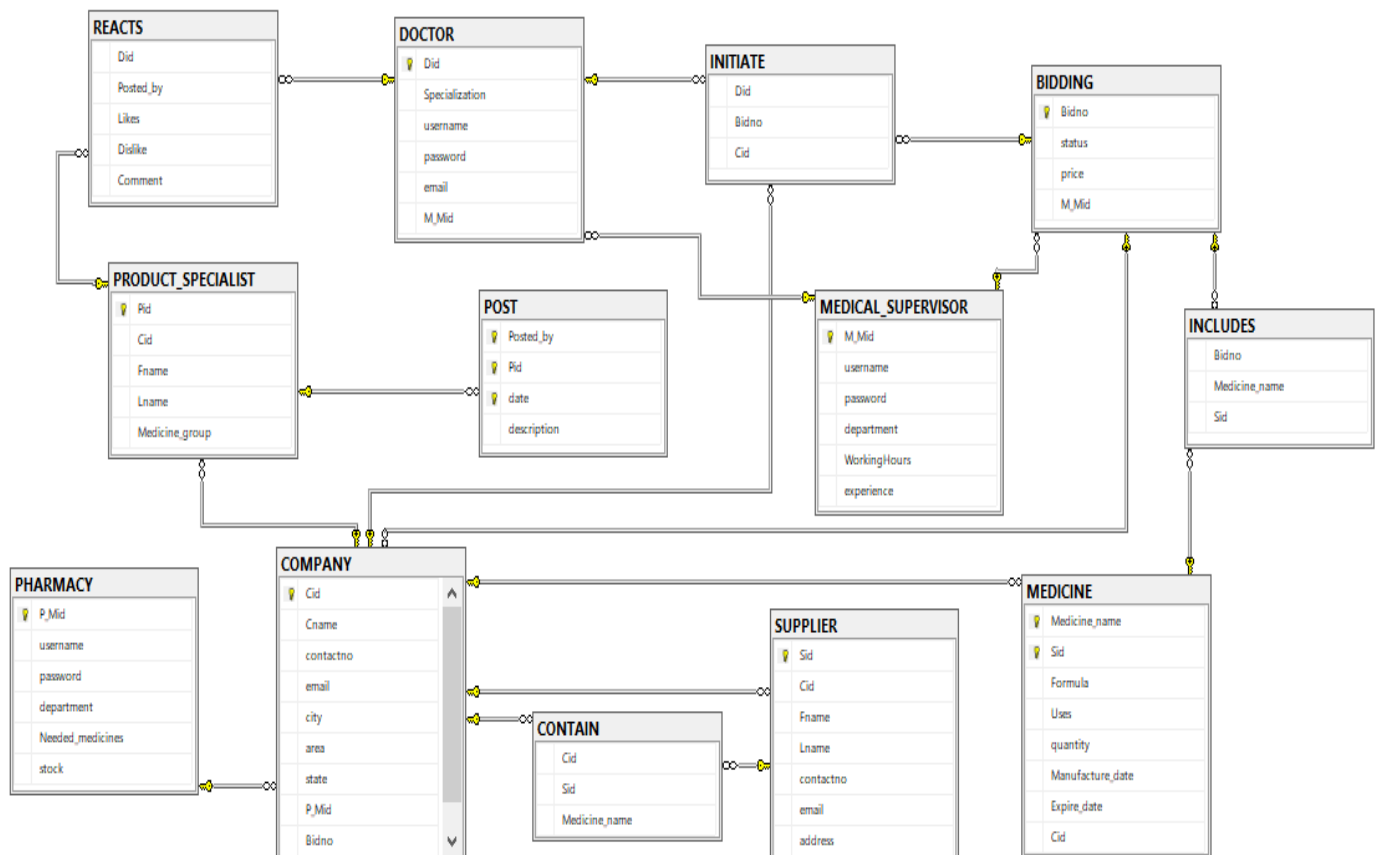 REACTS
Did
Posted_by
Likes
Dislike
Comment
DOCTOR
Did
Specialization
username
password
email
M_Mid
INITIATE
Did
Bidno
Cid
BIDDING
Bidno
status
price
M_Mid
PRODUCT_SPECIALIST
Pid
Cid
Fname
Lname
Medicine_group
POST
Posted_by
Pid
date
description
MEDICAL_SUPERVISOR
M_Mid
username
password
department
WorkingHours
experience
INCLUDES
Bidno
Medicine_name
Sid
PHARMACY
P_Mid
username
password
department
Needed_medicines
stock
COMPANY
Cid
Cname
contactno
email
city
area
state
P_Mid
Bidno
CONTAIN
Cid
Sid
Medicine_name
SUPPLIER
Sid
Cid
Fname
Lname
contactno
email
address
MEDICINE
Medicine_name
Sid
Formula
Uses
quantity
Manufacture_date
Expire_date
Cid